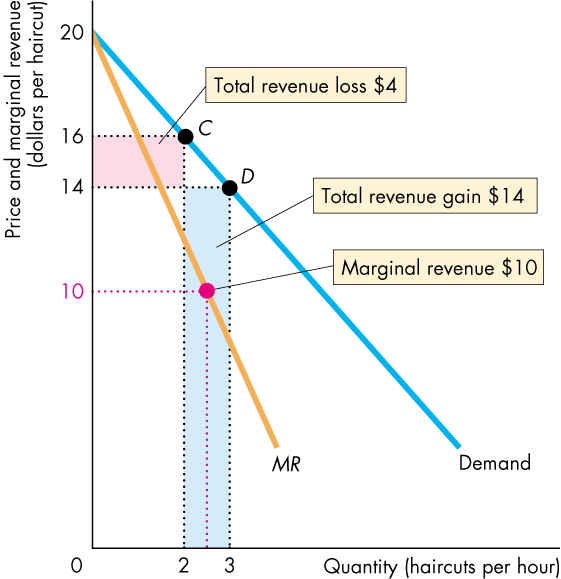 Price and marginal revenue
(dollars per haircut)
20
Total revenue loss $4
16
C
14
D
Total revenue gain $14
Marginal revenue $10
10
MR
Demand
0
2
3
Quantity (haircuts per hour)